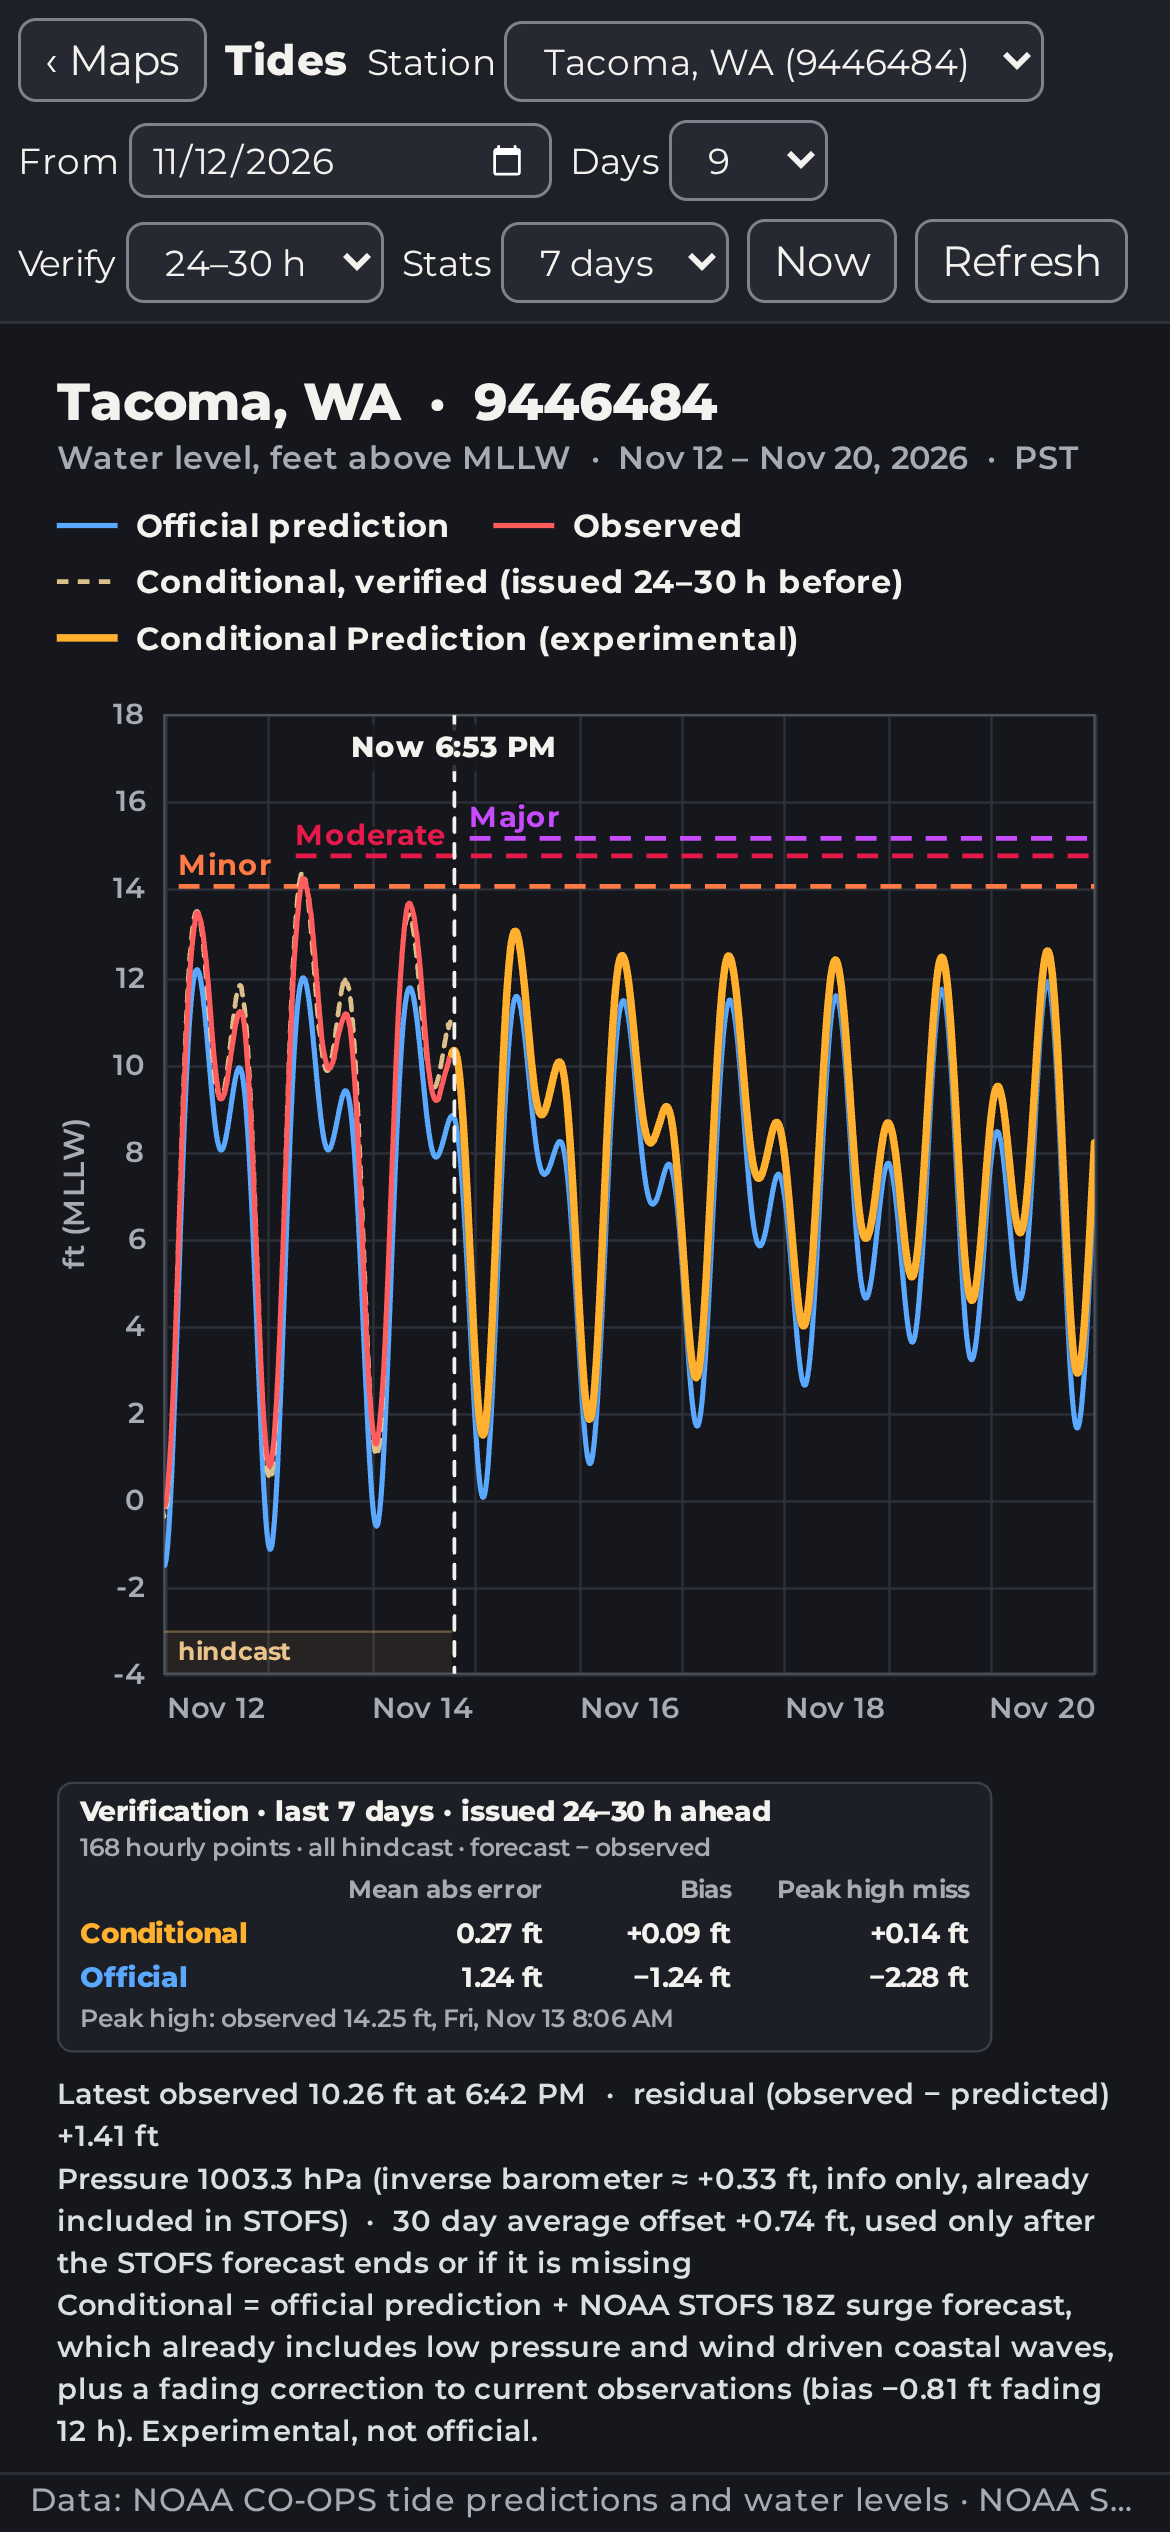 ‹ Maps Tides Station Tacoma, WA (9446484)
From 11/12/2026 Days 9
Verify 24–30 h Stats 7 days Now Refresh
Tacoma, WA · 9446484
Water level, feet above MLLW · Nov 12 – Nov 20, 2026 · PST
Official prediction Observed
Conditional, verified (issued 24–30 h before)
Conditional Prediction (experimental)
18
Now 6:53 PM
16
Major
Moderate
Minor
14
12
10
8
ft (MLLW)
6
4
2
0
-2
hindcast
-4
Nov 12 Nov 14 Nov 16 Nov 18 Nov 20
Verification · last 7 days · issued 24–30 h ahead
168 hourly points · all hindcast · forecast − observed
Mean abs error Bias Peak high miss
Conditional 0.27 ft +0.09 ft +0.14 ft
Official 1.24 ft −1.24 ft −2.28 ft
Peak high: observed 14.25 ft, Fri, Nov 13 8:06 AM
Latest observed 10.26 ft at 6:42 PM · residual (observed − predicted)
+1.41 ft
Pressure 1003.3 hPa (inverse barometer ≈ +0.33 ft, info only, already
included in STOFS) · 30 day average offset +0.74 ft, used only after
the STOFS forecast ends or if it is missing
Conditional = official prediction + NOAA STOFS 18Z surge forecast,
which already includes low pressure and wind driven coastal waves,
plus a fading correction to current observations (bias −0.81 ft fading
12 h). Experimental, not official.
Data: NOAA CO-OPS tide predictions and water levels · NOAA S...